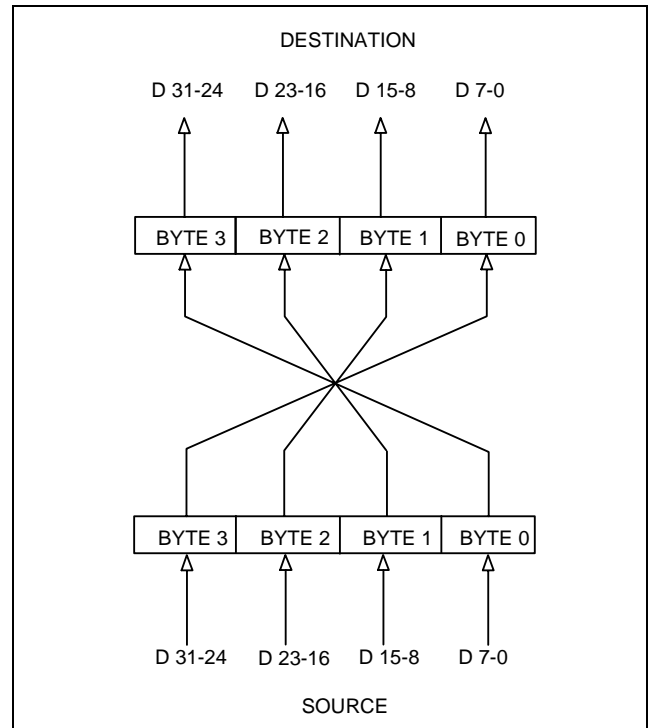 DESTINATION
D 31-24 D 23-16 D 15-8 D 7-0
BYTE 3 BYTE 2 BYTE 1 BYTE 0
BYTE 3 BYTE 2 BYTE 1 BYTE 0
D 31-24 D 23-16 D 15-8 D 7-0
SOURCE